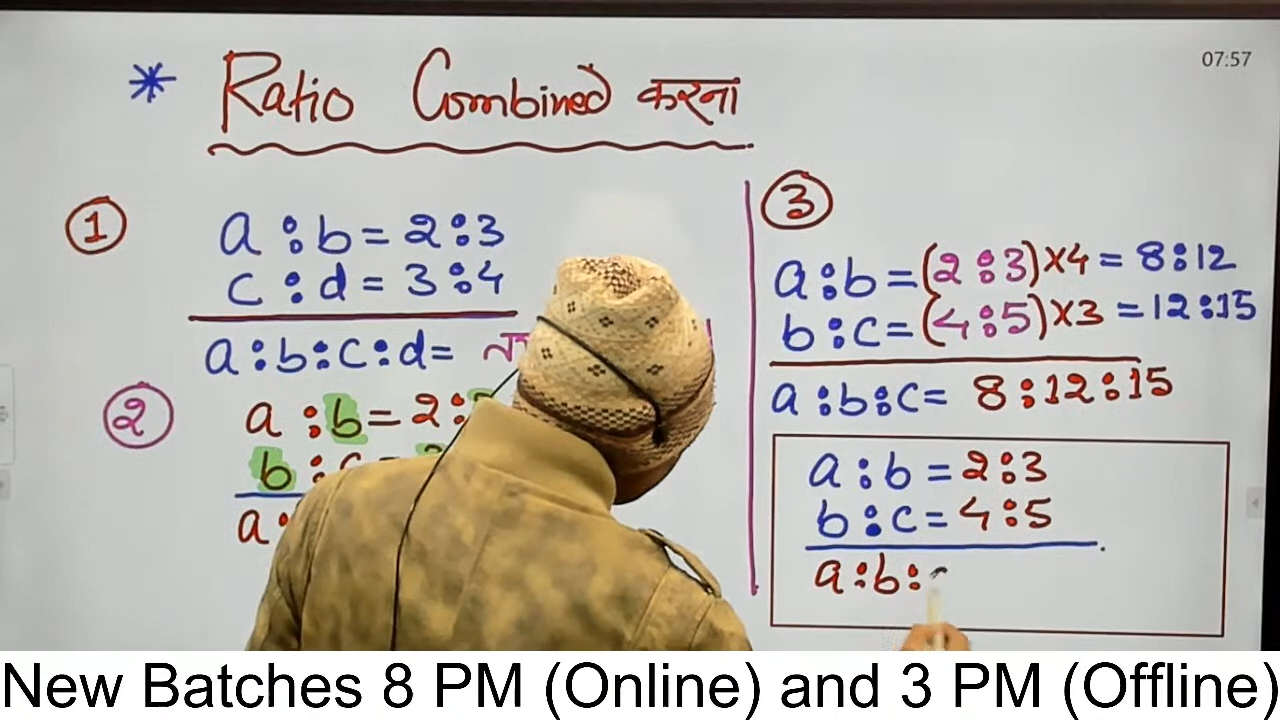 07:57
* Ratio Combined करना
①
a : b = 2 : 3
c : d = 3 : 4
a : b : c : d =
②
a : b = 2 :
b :
a :
③
a : b = (2 : 3) × 4 = 8 : 12
b : c = (4 : 5) × 3 = 12 : 15
a : b : c = 8 : 12 : 15
a : b = 2 : 3
b : c = 4 : 5
a : b :
New Batches 8 PM (Online) and 3 PM (Offline)